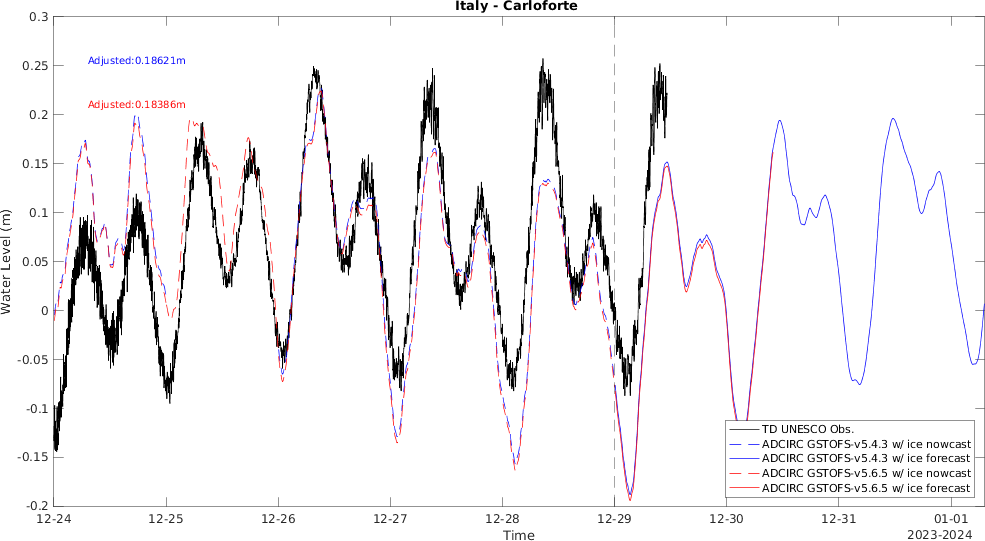 Italy - Carloforte
0.3
0.25
0.2
0.15
0.1
0.05
0
-0.05
-0.1
-0.15
-0.2
Water Level (m)
Adjusted:0.18621m
Adjusted:0.18386m
TD UNESCO Obs.
ADCIRC GSTOFS-v5.4.3 w/ ice nowcast
ADCIRC GSTOFS-v5.4.3 w/ ice forecast
ADCIRC GSTOFS-v5.6.5 w/ ice nowcast
ADCIRC GSTOFS-v5.6.5 w/ ice forecast
12-24 12-25 12-26 12-27 12-28 12-29 12-30 12-31 01-01
Time
2023-2024